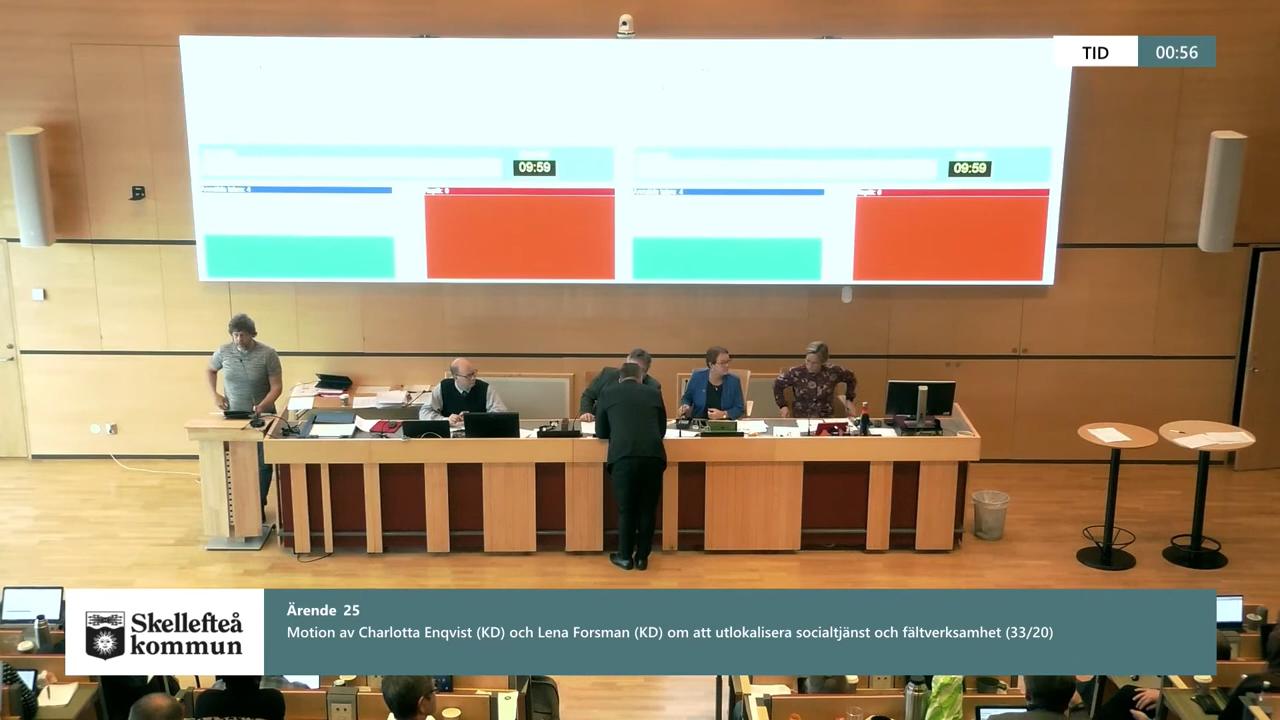 TID 00:56
09:59 09:59
Ärende 25
Motion av Charlotta Enqvist (KD) och Lena Forsman (KD) om att utlokalisera socialtjänst och fältverksamhet (33/20)
Skellefteå
kommun